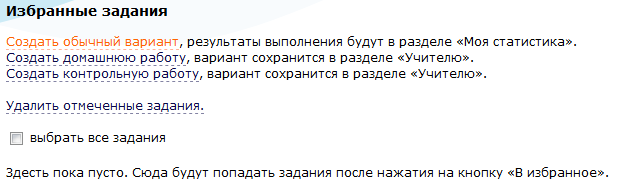 Избранные задания
Создать обычный вариант, результаты выполнения будут в разделе «Моя статистика».
Создать домашнюю работу, вариант сохранится в разделе «Учителю».
Создать контрольную работу, вариант сохранится в разделе «Учителю».
Удалить отмеченные задания.
выбрать все задания
Здесть пока пусто. Сюда будут попадать задания после нажатия на кнопку «В избранное».